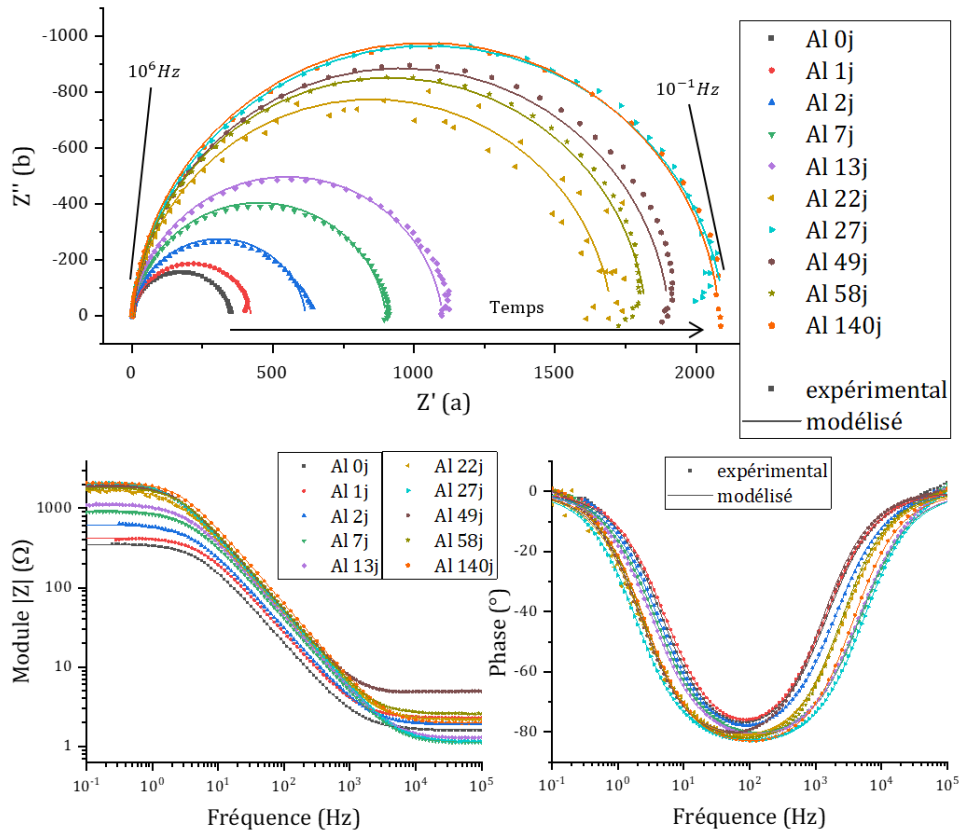 -1000
-800
-600
-400
-200
0
Z'' (b)
10⁶Hz
10⁻¹Hz
Temps
0
500
1000
1500
2000
Z' (a)
Al 0j
Al 1j
Al 2j
Al 7j
Al 13j
Al 22j
Al 27j
Al 49j
Al 58j
Al 140j
expérimental
modélisé
1000
100
10
1
Module |Z| (Ω)
Al 0j
Al 1j
Al 2j
Al 7j
Al 13j
Al 22j
Al 27j
Al 49j
Al 58j
Al 140j
10⁻¹ 10⁰ 10¹ 10² 10³ 10⁴ 10⁵
Fréquence (Hz)
0
-20
-40
-60
-80
Phase (°)
expérimental
modélisé
10⁻¹ 10⁰ 10¹ 10² 10³ 10⁴ 10⁵
Fréquence (Hz)